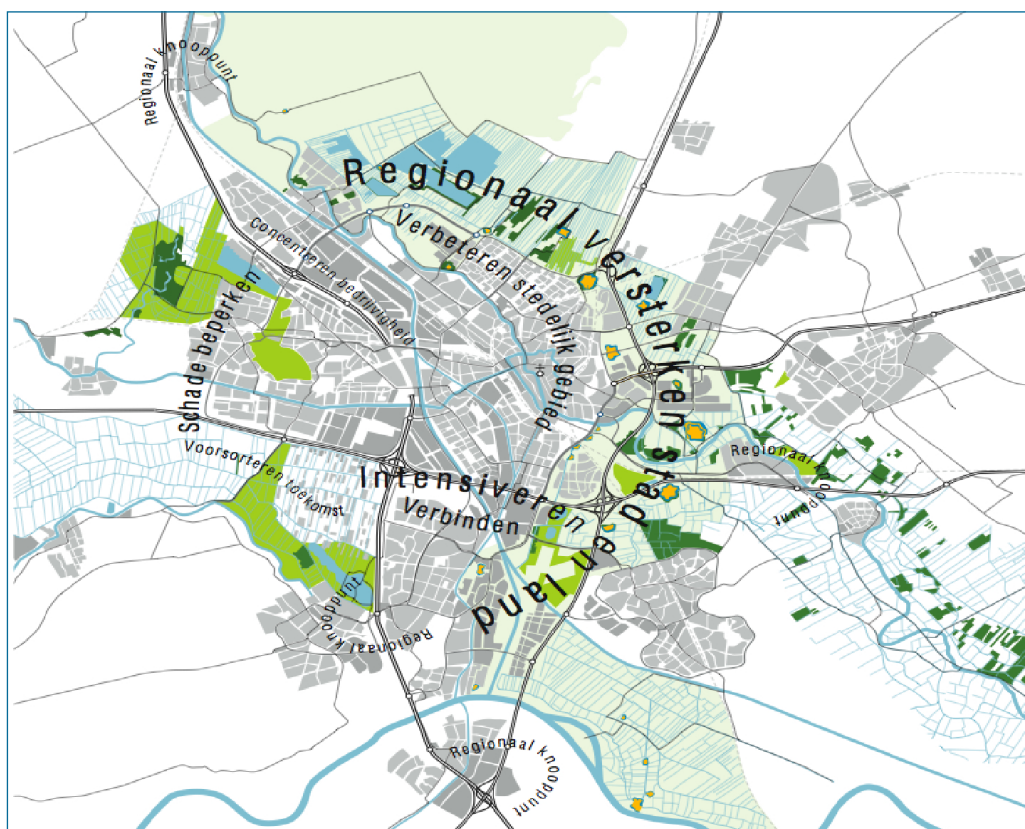 Regionaal knooppunt
Regionaal versterken stad en land
Verbeteren stedelijk gebied
Concentreren bedrijvigheid
Schade beperken
Voorsorteren toekomst
Intensiveren
Verbinden
Regionaal knooppunt
Regionaal knooppunt
Regionaal knooppunt